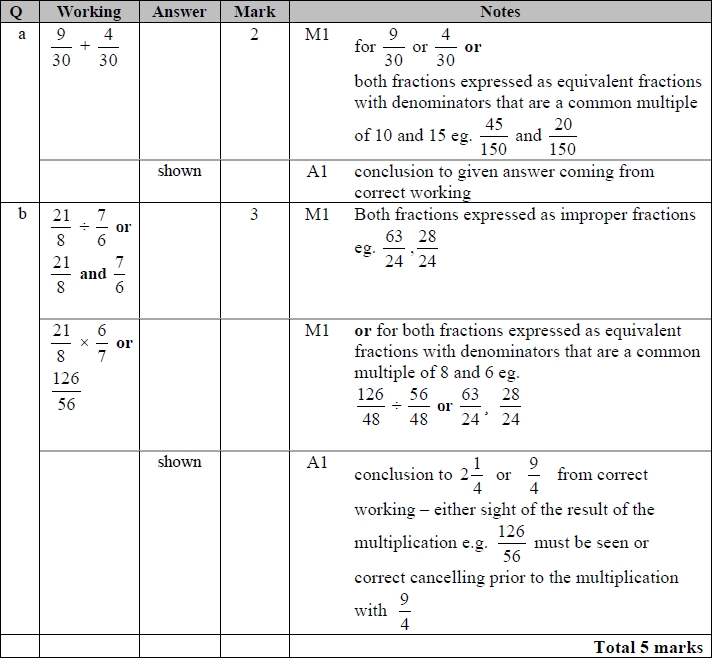 Q Working Answer Mark Notes
a 9/30 + 4/30 2 M1 for 9/30 or 4/30 or
both fractions expressed as equivalent fractions
with denominators that are a common multiple
of 10 and 15 eg. 45/150 and 20/150
shown A1 conclusion to given answer coming from
correct working
b 21/8 ÷ 7/6 or 3 M1 Both fractions expressed as improper fractions
21/8 and 7/6 eg. 63/24 , 28/24
21/8 × 6/7 or M1 or for both fractions expressed as equivalent
fractions with denominators that are a common
multiple of 8 and 6 eg.
126/56 126/48 ÷ 56/48 or 63/24 , 28/24
shown A1 conclusion to 2 1/4 or 9/4 from correct
working – either sight of the result of the
multiplication e.g. 126/56 must be seen or
correct cancelling prior to the multiplication
with 9/4
Total 5 marks